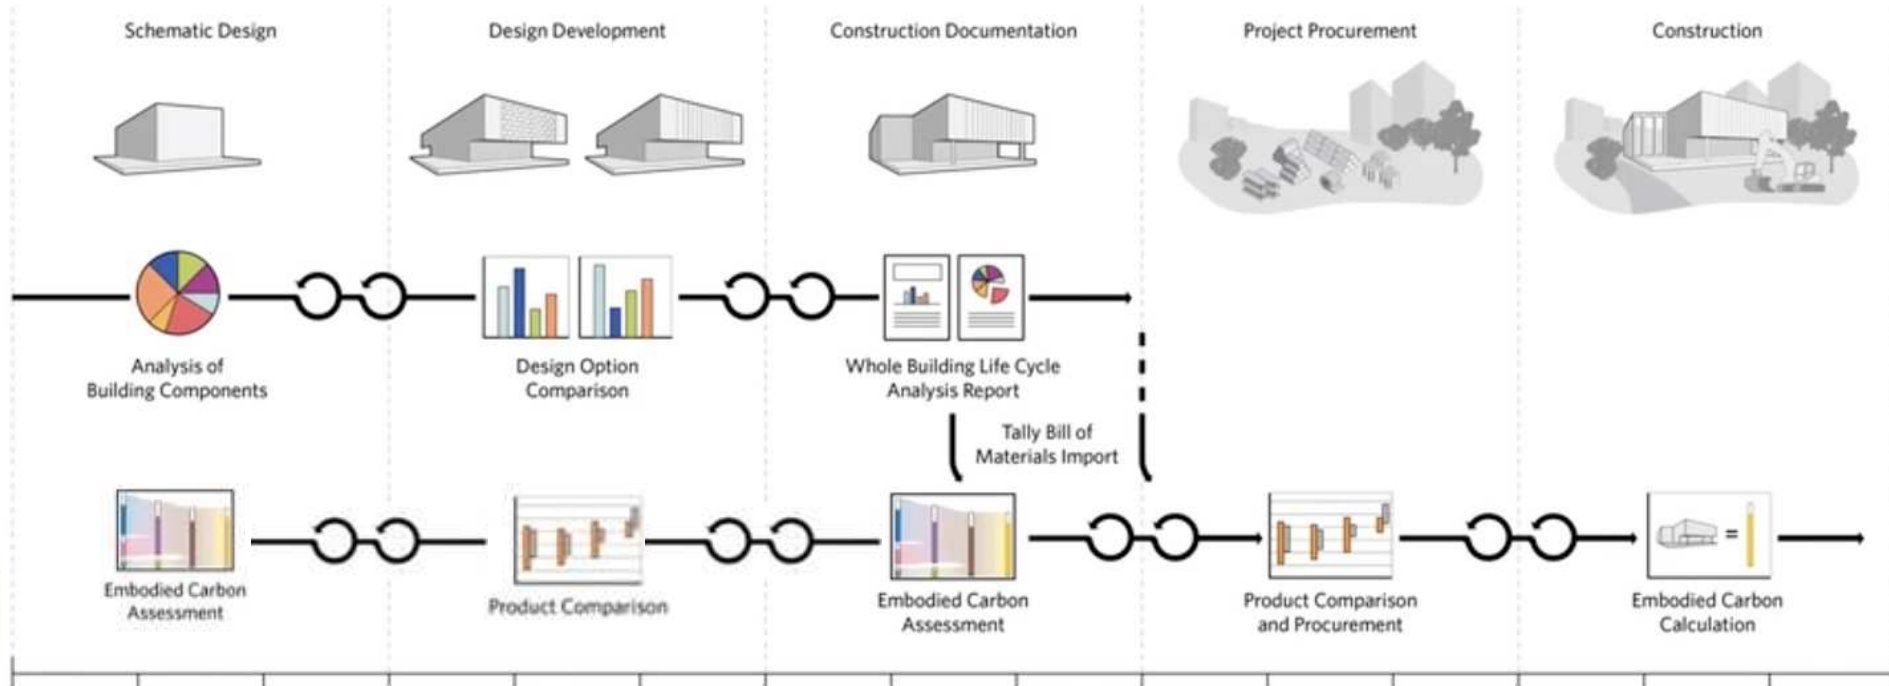 Schematic Design
Design Development
Construction Documentation
Project Procurement
Construction
Analysis of
Building Components
Design Option
Comparison
Whole Building Life Cycle
Analysis Report
Tally Bill of
Materials Import
Embodied Carbon
Assessment
Product Comparison
Embodied Carbon
Assessment
Product Comparison
and Procurement
=
Embodied Carbon
Calculation